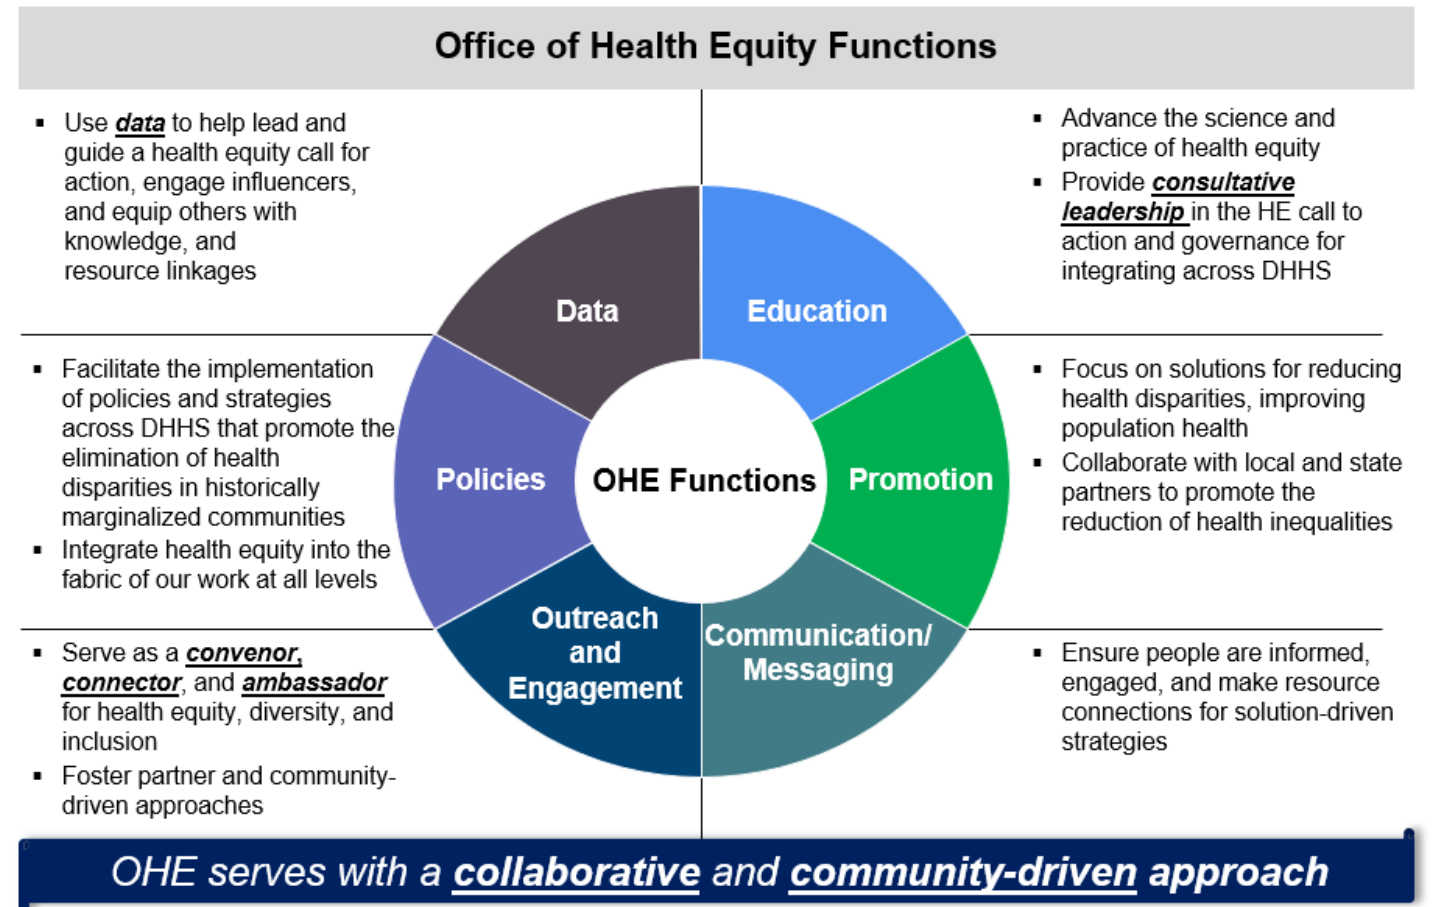 Office of Health Equity Functions
▪ Use data to help lead and
guide a health equity call for
action, engage influencers,
and equip others with
knowledge, and
resource linkages
▪ Advance the science and
practice of health equity
▪ Provide consultative
leadership in the HE call to
action and governance for
integrating across DHHS
Data
Education
▪ Facilitate the implementation
of policies and strategies
across DHHS that promote the
elimination of health
disparities in historically
marginalized communities
▪ Integrate health equity into the
fabric of our work at all levels
Policies
OHE Functions
Promotion
▪ Focus on solutions for reducing
health disparities, improving
population health
▪ Collaborate with local and state
partners to promote the
reduction of health inequalities
Outreach
and
Engagement
Communication/
Messaging
▪ Serve as a convenor,
connector, and ambassador
for health equity, diversity, and
inclusion
▪ Foster partner and community-
driven approaches
▪ Ensure people are informed,
engaged, and make resource
connections for solution-driven
strategies
OHE serves with a collaborative and community-driven approach